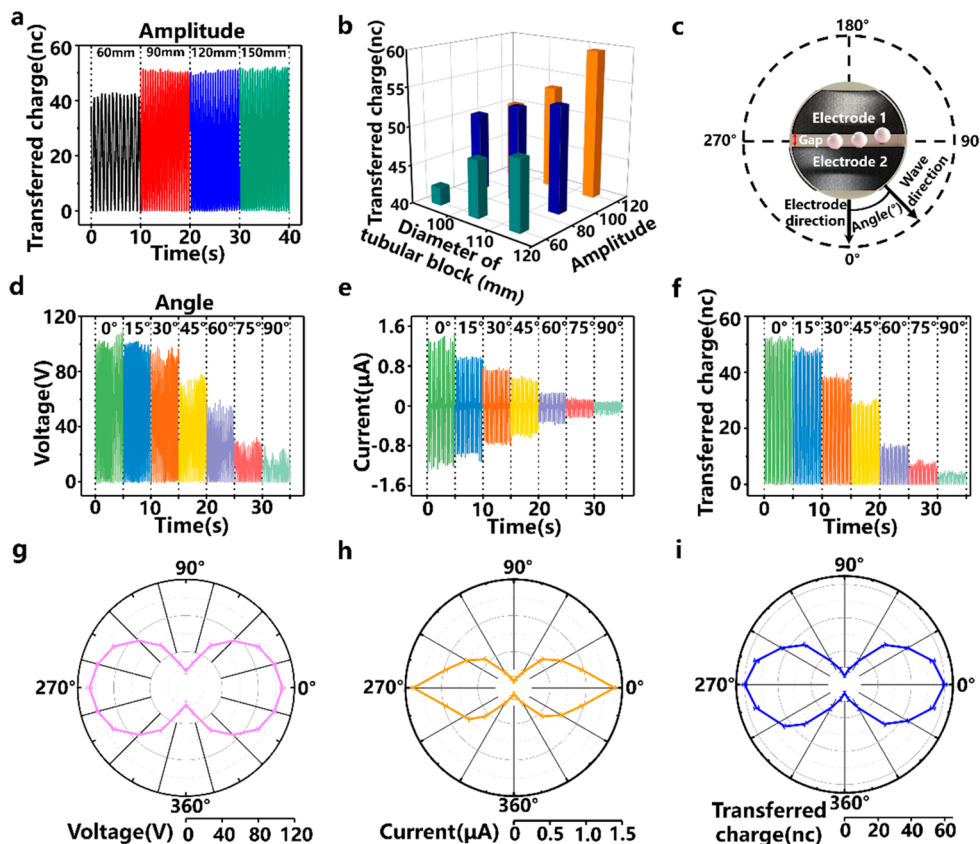 a
Amplitude
60mm 90mm 120mm 150mm
Transferred charge(nc)
60
40
20
0
0 10 20 30 40
Time(s)
b
Transferred charge(nc)
60
55
50
45
40
100
110
120
Diameter of
tubular block (mm)
60
80
100
120
Amplitude
c
180°
270°
90°
0°
Electrode 1
Gap
Electrode 2
Electrode
direction
Angle(°)
Wave
direction
d
Angle
0° 15° 30° 45° 60° 75° 90°
Voltage(V)
120
80
40
0
0 10 20 30
Time(s)
e
0° 15° 30° 45° 60° 75° 90°
Current(μA)
1.6
0.8
0
-0.8
-1.6
0 10 20 30
Time(s)
f
0° 15° 30° 45° 60° 75° 90°
Transferred charge(nc)
60
40
20
0
0 10 20 30
Time(s)
g
90°
270°
0°
360°
Voltage(V)
0 40 80 120
h
90°
270°
0°
360°
Current(μA)
0 0.5 1.0 1.5
i
90°
270°
0°
360°
Transferred
charge(nc)
0 20 40 60